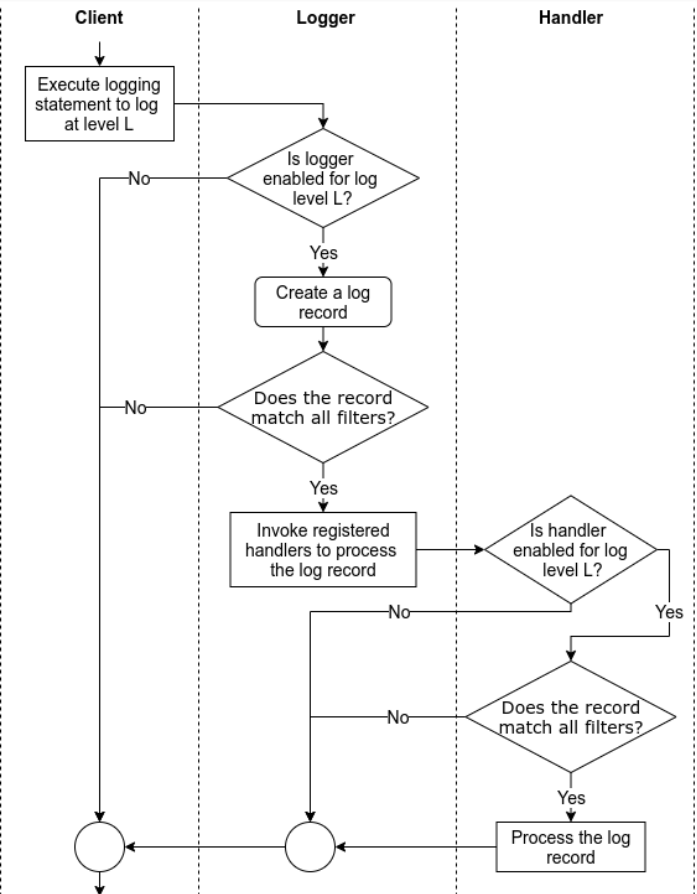 Client
Logger
Handler
Execute logging
statement to log
at level L
Is logger
enabled for log
level L?
No
Yes
Create a log
record
Does the record
match all filters?
No
Yes
Invoke registered
handlers to process
the log record
Is handler
enabled for log
level L?
No
Yes
Does the record
match all filters?
No
Yes
Process the log
record